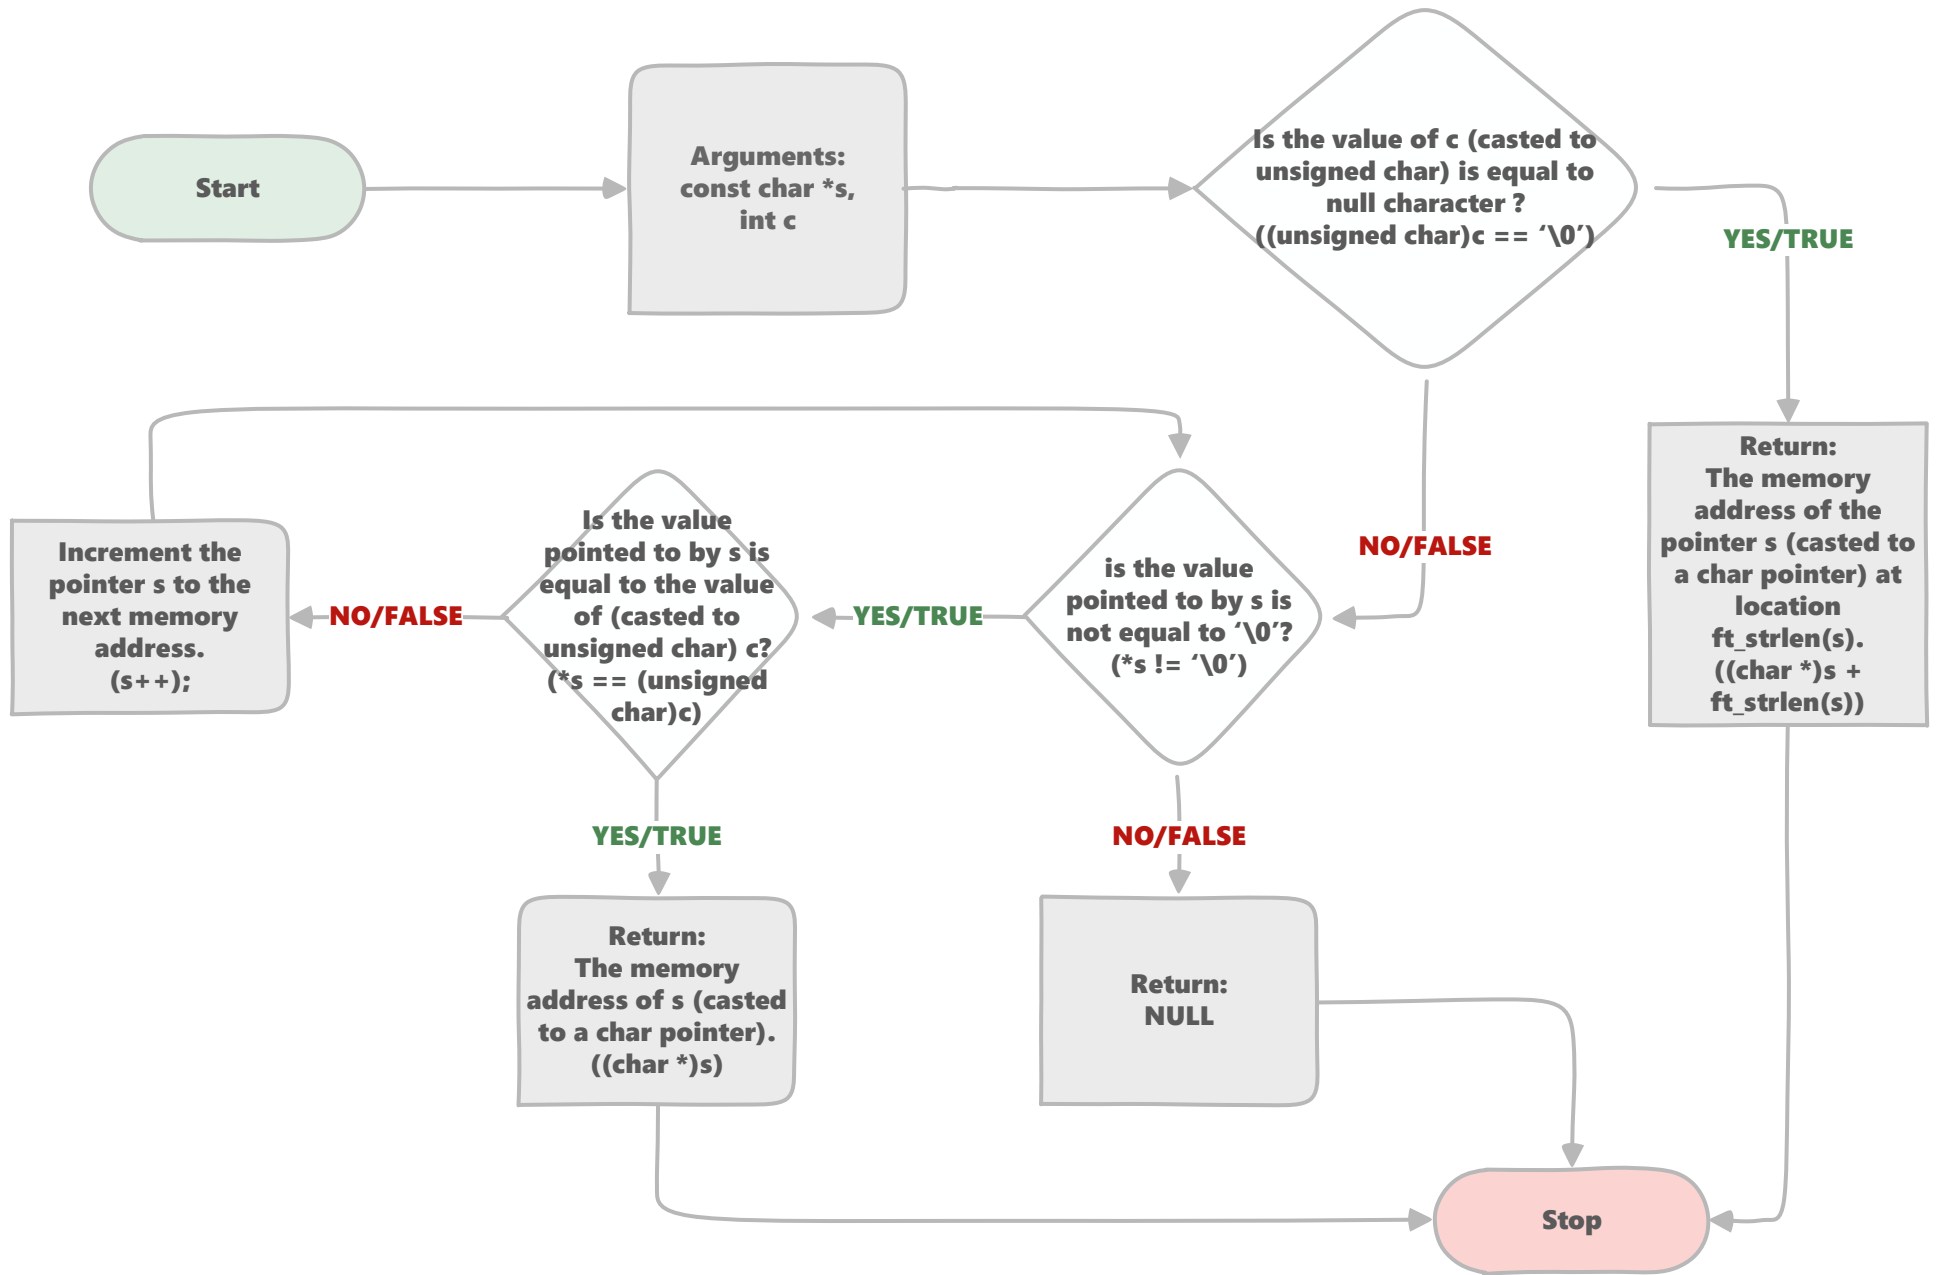 Start
Arguments:
const char *s,
int c
Is the value of c (casted to
unsigned char) is equal to
null character ?
((unsigned char)c == ‘\0’)
YES/TRUE
NO/FALSE
Return:
The memory
address of the
pointer s (casted to
a char pointer) at
location
ft_strlen(s).
((char *)s +
ft_strlen(s))
is the value
pointed to by s is
not equal to ‘\0’?
(*s != ‘\0’)
YES/TRUE
Is the value
pointed to by s is
equal to the value
of (casted to
unsigned char) c?
(*s == (unsigned
char)c)
NO/FALSE
Increment the
pointer s to the
next memory
address.
(s++);
YES/TRUE
NO/FALSE
Return:
The memory
address of s (casted
to a char pointer).
((char *)s)
Return:
NULL
Stop